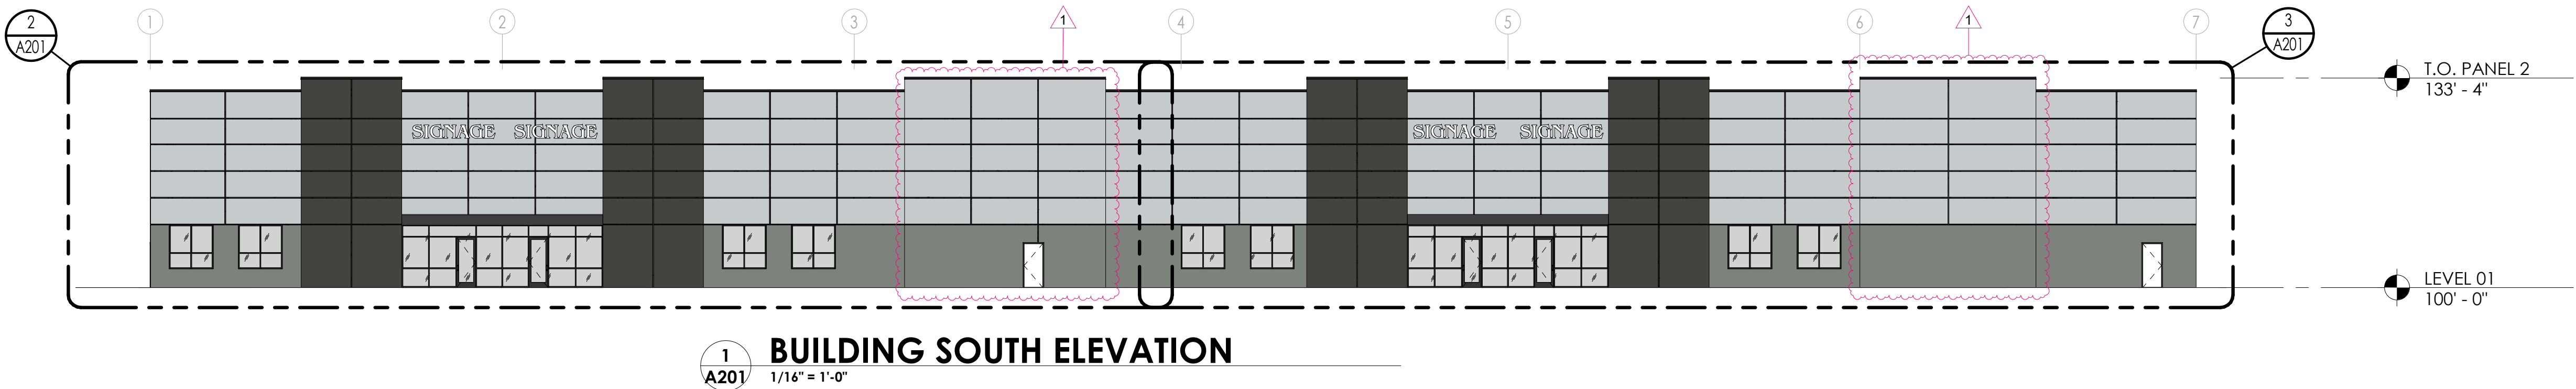 2
A201
1
2
3
1
4
5
6
1
7
3
A201
T.O. PANEL 2
133' - 4"
SIGNAGE SIGNAGE
SIGNAGE SIGNAGE
LEVEL 01
100' - 0"
1
A201
BUILDING SOUTH ELEVATION
1/16" = 1'-0"